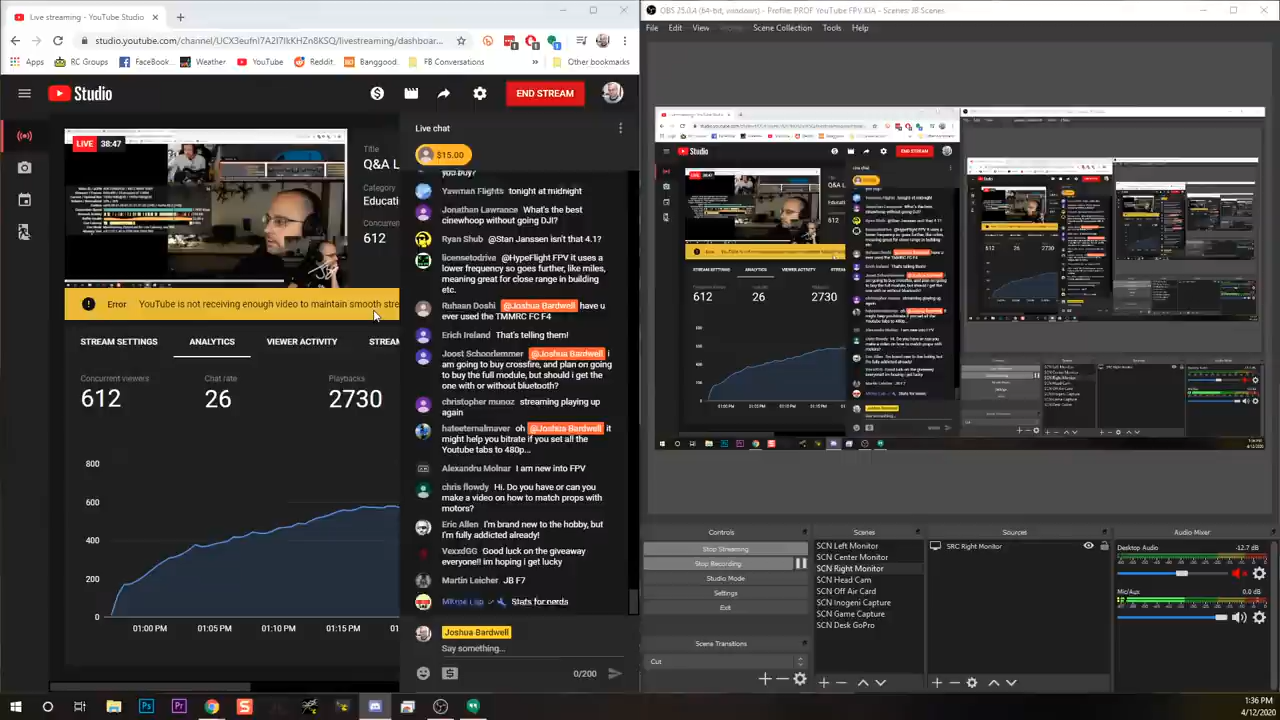 Live streaming - YouTube Studio
studio.youtube.com/channel/UCX3eufnI7A2I7IkKHZn8KSQ/livestreaming/dashboar...
Apps
RC Groups
FaceBook...
Weather
YouTube
Reddit
Banggood
FB Conversations
»
Other bookmarks
Studio
END STREAM
LIVE
38:47
Title
Q&A L
Category
Educati
612
Error
YouTube is not receiving enough video to maintain smooth stre
STREAM SETTINGS
ANALYTICS
VIEWER ACTIVITY
STREAM
Concurrent viewers
612
Chat rate
26
Playbacks
2730
800
600
400
200
0
01:00 PM
01:05 PM
01:10 PM
01:15 PM
Live chat
$15.00
you buy?
Yawman Flights tonight at midnight
Jonathan Lawrance What's the best
cinewhoop without going DJI?
Ryan Shub @Stan Janssen isn't that 4.1?
licensetodrive @HypeFlight FPV it uses a
lower frequency so goes further, like miles,
meaning great for close range in building
etc.
Ruhaan Doshi @Joshua Bardwell have u
ever used the TMMRC FC F4
Erich Ireland That's telling them!
Joost Schoorlemmer @Joshua Bardwell i
am going to buy crossfire, and plan on going
to buy the full module, but should i get the
one with or without bluetooth?
christopher munoz Streaming playing up
again
hateeternalmaver oh @Joshua Bardwell it
might help you bitrate if you set all the
Youtube tabs to 480p...
Alexandru Molnar I am new into FPV
chris flowdy Hi. Do you have or can you
make a video on how to match props with
motors?
Eric Allen I'm brand new to the hobby, but
I'm fully addicted already!
VexxdGG Good luck on the giveaway
everyone!! im hoping i get lucky
Martin Leicher JB F7
Stats for nerds
Joshua Bardwell
Say something...
0/200
OBS 25.0.4 (64-bit, windows) - Profile: PROF YouTube FPV KIA - Scenes: JB Scenes
File
Edit
View
Scene Collection
Tools
Help
Controls
Stop Streaming
Stop Recording
Studio Mode
Settings
Exit
Scene Transitions
Cut
Scenes
SCN Left Monitor
SCN Center Monitor
SCN Right Monitor
SCN Head Cam
SCN Off Air Card
SCN Inogeni Capture
SCN Game Capture
SCN Desk GoPro
Sources
SRC Right Monitor
Audio Mixer
Desktop Audio
-12.7 dB
Mic/Aux
0.0 dB
1:36 PM
4/12/2020